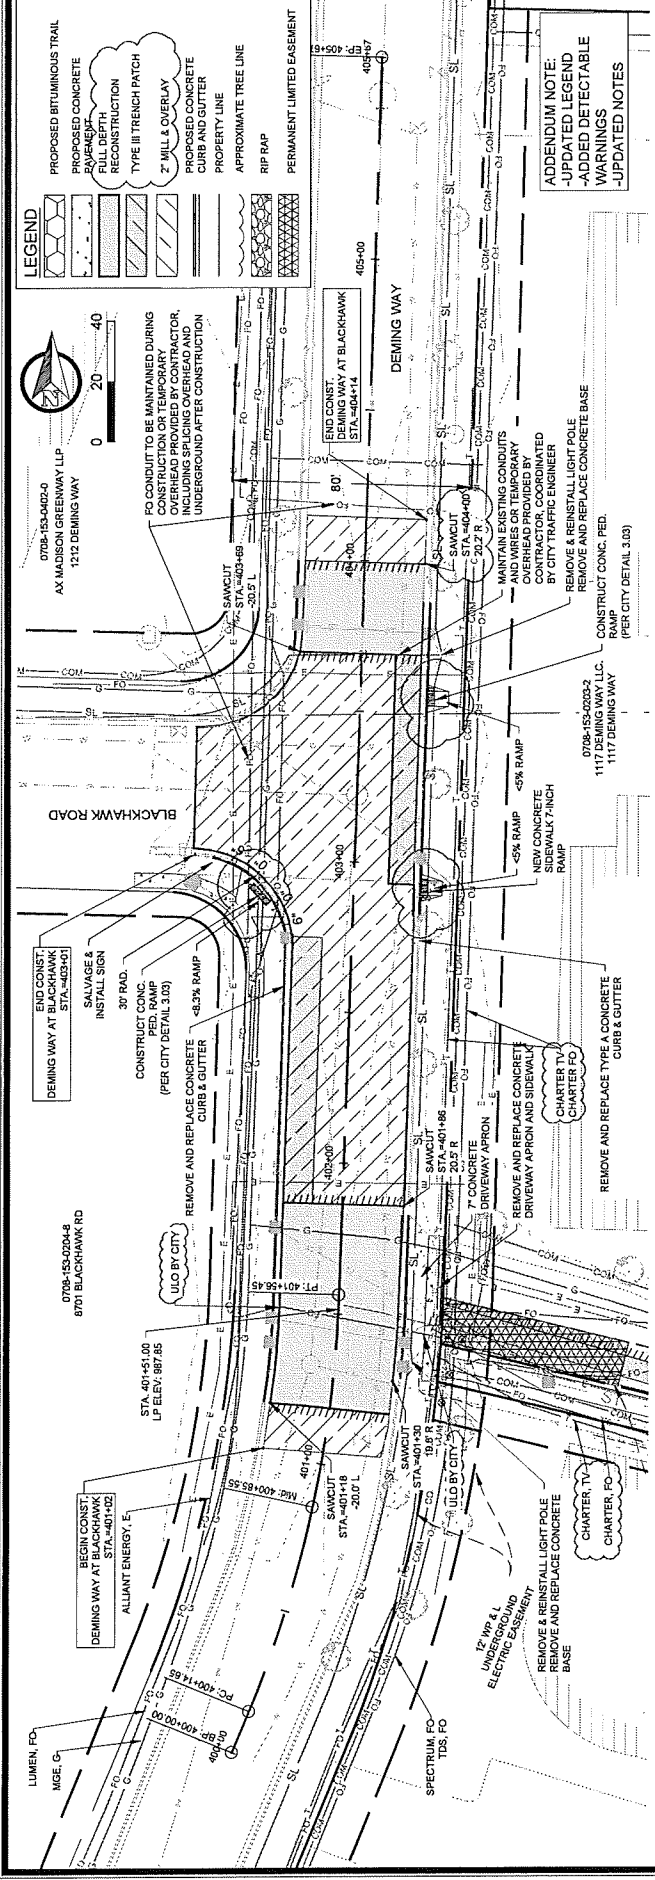 LEGEND
PROPOSED BITUMINOUS TRAIL
PROPOSED CONCRETE
PAVEMENT
FULL DEPTH
RECONSTRUCTION
TYPE III TRENCH PATCH
2" MILL & OVERLAY
PROPOSED CONCRETE
CURB AND GUTTER
PROPERTY LINE
APPROXIMATE TREE LINE
RIP RAP
PERMANENT LIMITED EASEMENT
ADDENDUM NOTE:
-UPDATED LEGEND
-ADDED DETECTABLE
WARNINGS
-UPDATED NOTES
0
20
40
0708-153-0402-0
AX MADISON GREENWAY LLP
1212 DEMING WAY
FO CONDUIT TO BE MAINTAINED DURING
CONSTRUCTION OR TEMPORARY
OVERHEAD PROVIDED BY CONTRACTOR,
INCLUDING SPLICING OVERHEAD AND
UNDERGROUND AFTER CONSTRUCTION
END CONST.
DEMING WAY AT BLACKHAWK
STA.=404+14
DEMING WAY
405+00
EP: 405+67
405+67
80'
SAWCUT
STA.=403+69
-20.5' L
404+00
SAWCUT
STA.=404+00
20.2' R
MAINTAIN EXISTING CONDUITS
AND WIRES OR TEMPORARY
OVERHEAD PROVIDED BY
CONTRACTOR, COORDINATED
BY CITY TRAFFIC ENGINEER
REMOVE & REINSTALL LIGHT POLE
REMOVE AND REPLACE CONCRETE BASE
CONSTRUCT CONC. PED.
RAMP
(PER CITY DETAIL 3.03)
0708-153-0203-2
1117 DEMING WAY LLC.
1117 DEMING WAY
<5% RAMP
<5% RAMP
NEW CONCRETE
SIDEWALK 7-INCH
RAMP
BLACKHAWK ROAD
403+00
END CONST.
DEMING WAY AT BLACKHAWK
STA.=403+01
SALVAGE &
INSTALL SIGN
30' RAD.
CONSTRUCT CONC.
PED. RAMP
(PER CITY DETAIL 3.03)
<8.3% RAMP
REMOVE AND REPLACE CONCRETE
CURB & GUTTER
REMOVE AND REPLACE TYPE A CONCRETE
CURB & GUTTER
CHARTER TV
CHARTER FO
REMOVE AND REPLACE CONCRETE
DRIVEWAY APRON AND SIDEWALK
7" CONCRETE
DRIVEWAY APRON
SAWCUT
STA.=401+86
20.5' R
402+00
0708-153-0204-8
8701 BLACKHAWK RD
ULO BY CITY
PT: 401+56.45
STA. 401+51.00
LP ELEV: 987.85
SAWCUT
STA.=401+30
19.6' R
ULO BY CITY
401+00
SAWCUT
STA.=401+18
-20.0' L
Mid: 400+85.55
BEGIN CONST.
DEMING WAY AT BLACKHAWK
STA.=401+02
ALLIANT ENERGY, E
CHARTER, TV
CHARTER, FO
REMOVE & REINSTALL LIGHT POLE
REMOVE AND REPLACE CONCRETE
BASE
12' WP & L
UNDERGROUND
ELECTRIC EASEMENT
PC: 400+14.65
BP: 400+00.00
400+00
SPECTRUM, FO
TDS, FO
LUMEN, FO
MGE, G